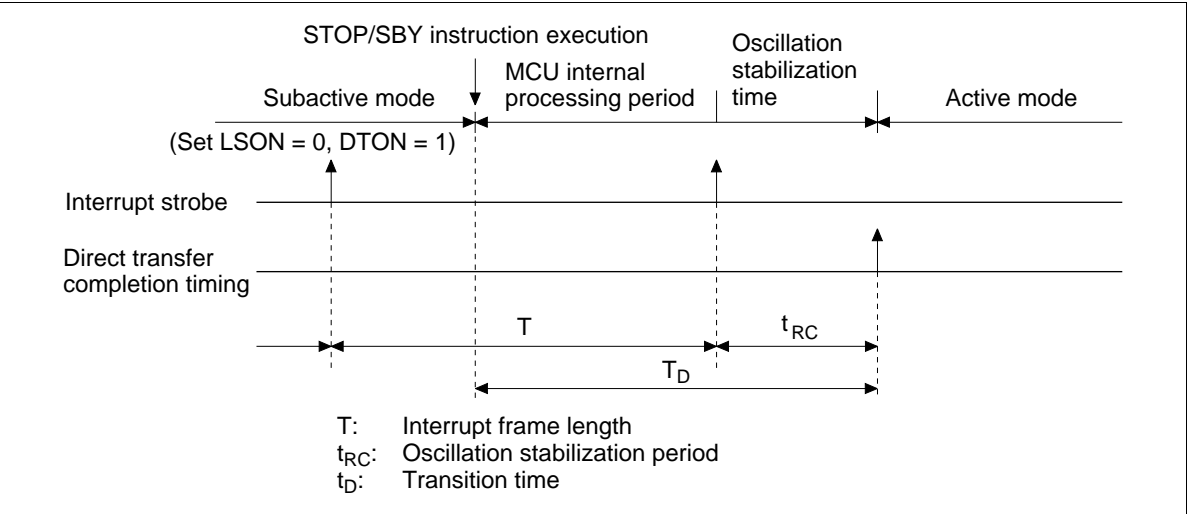 STOP/SBY instruction execution
Oscillation
stabilization
time
MCU internal
processing period
Subactive mode
Active mode
(Set LSON = 0, DTON = 1)
Interrupt strobe
Direct transfer
completion timing
T
tRC
TD
T: Interrupt frame length
tRC: Oscillation stabilization period
tD: Transition time